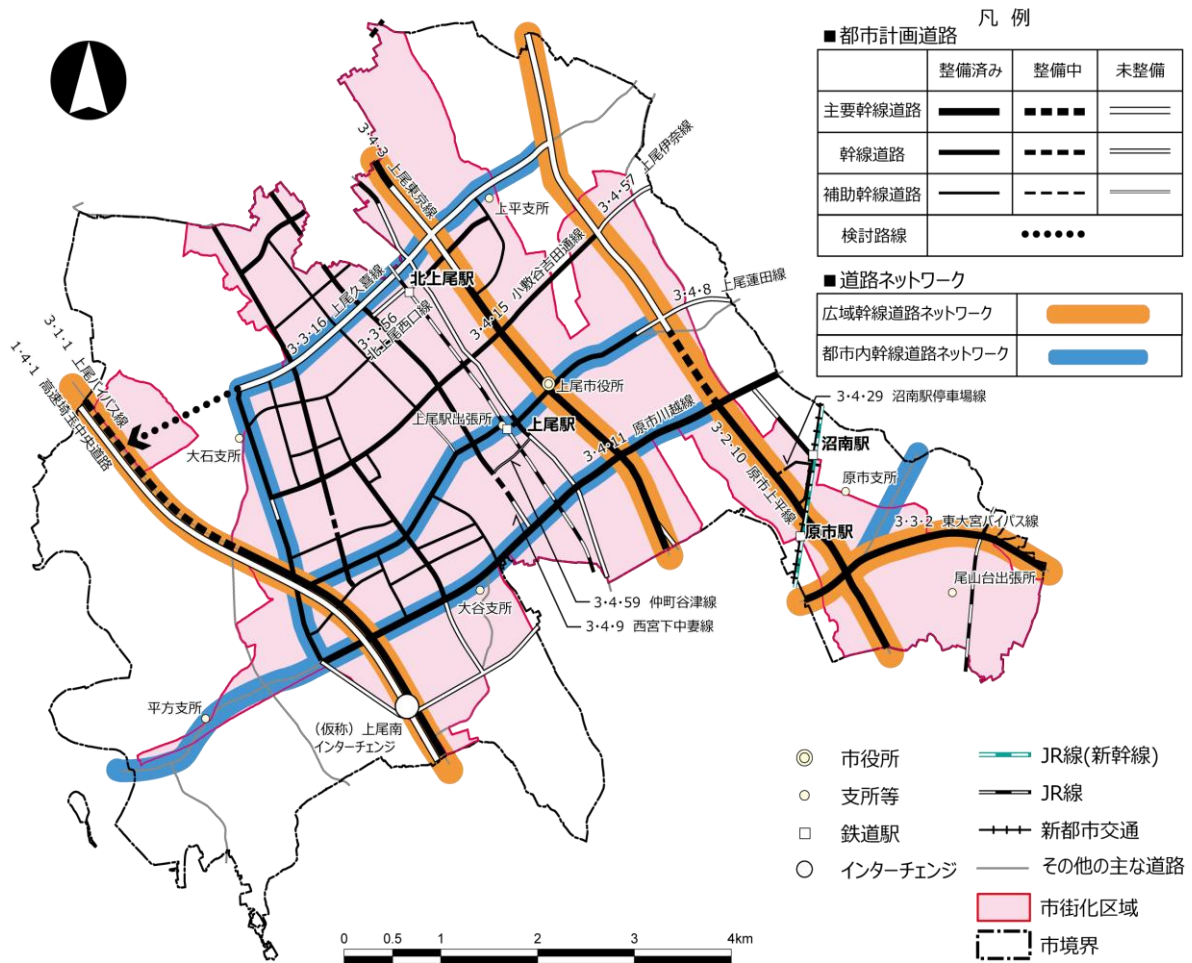 凡 例
■都市計画道路
整備済み 整備中 未整備
主要幹線道路
幹線道路
補助幹線道路
検討路線
■道路ネットワーク
広域幹線道路ネットワーク
都市内幹線道路ネットワーク
3・4・3 上尾東京線
上平支所
3・4・57 上尾伊奈線
北上尾駅
3・3・16 上尾久喜線
3・3・56
北上尾西口線
3・4・15 小敷谷吉田通線
3・4・8 上尾蓮田線
3・1・1 上尾バイパス線
1・4・1 高速埼玉中央道路
上尾市役所
上尾駅出張所
上尾駅
大石支所
3・4・11 原市川越線
3・4・29 沼南駅停車場線
沼南駅
原市支所
3・2・10 原市上平線
原市駅
3・3・2 東大宮バイパス線
尾山台出張所
大谷支所
3・4・59 仲町谷津線
3・4・9 西宮下中妻線
平方支所
(仮称) 上尾南
インターチェンジ
市役所
支所等
鉄道駅
インターチェンジ
JR線(新幹線)
JR線
新都市交通
その他の主な道路
市街化区域
市境界
0 0.5 1 2 3 4km